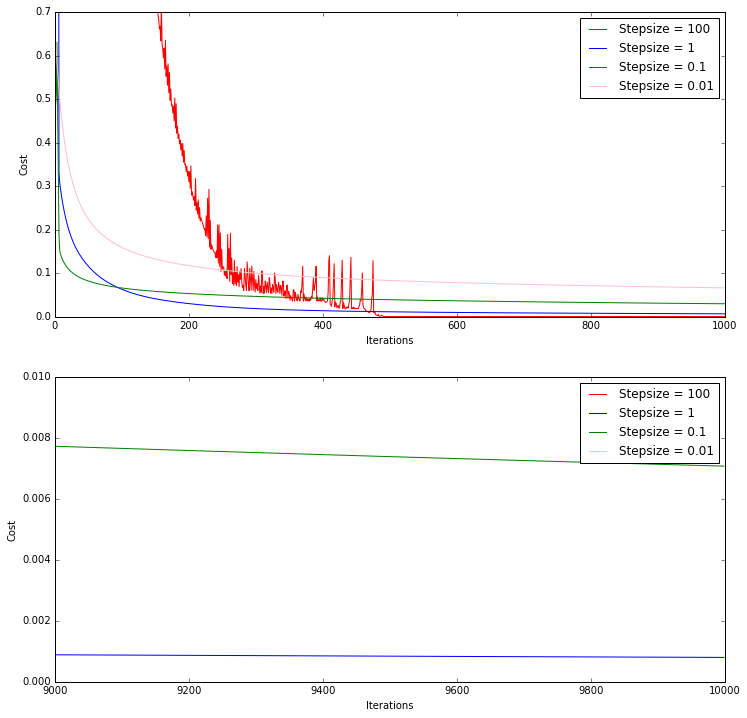 0.7
0.6
0.5
0.4
0.3
0.2
0.1
0.0
Cost
0
200
400
600
800
1000
Iterations
Stepsize = 100
Stepsize = 1
Stepsize = 0.1
Stepsize = 0.01
0.010
0.008
0.006
0.004
0.002
0.000
Cost
9000
9200
9400
9600
9800
10000
Iterations
Stepsize = 100
Stepsize = 1
Stepsize = 0.1
Stepsize = 0.01